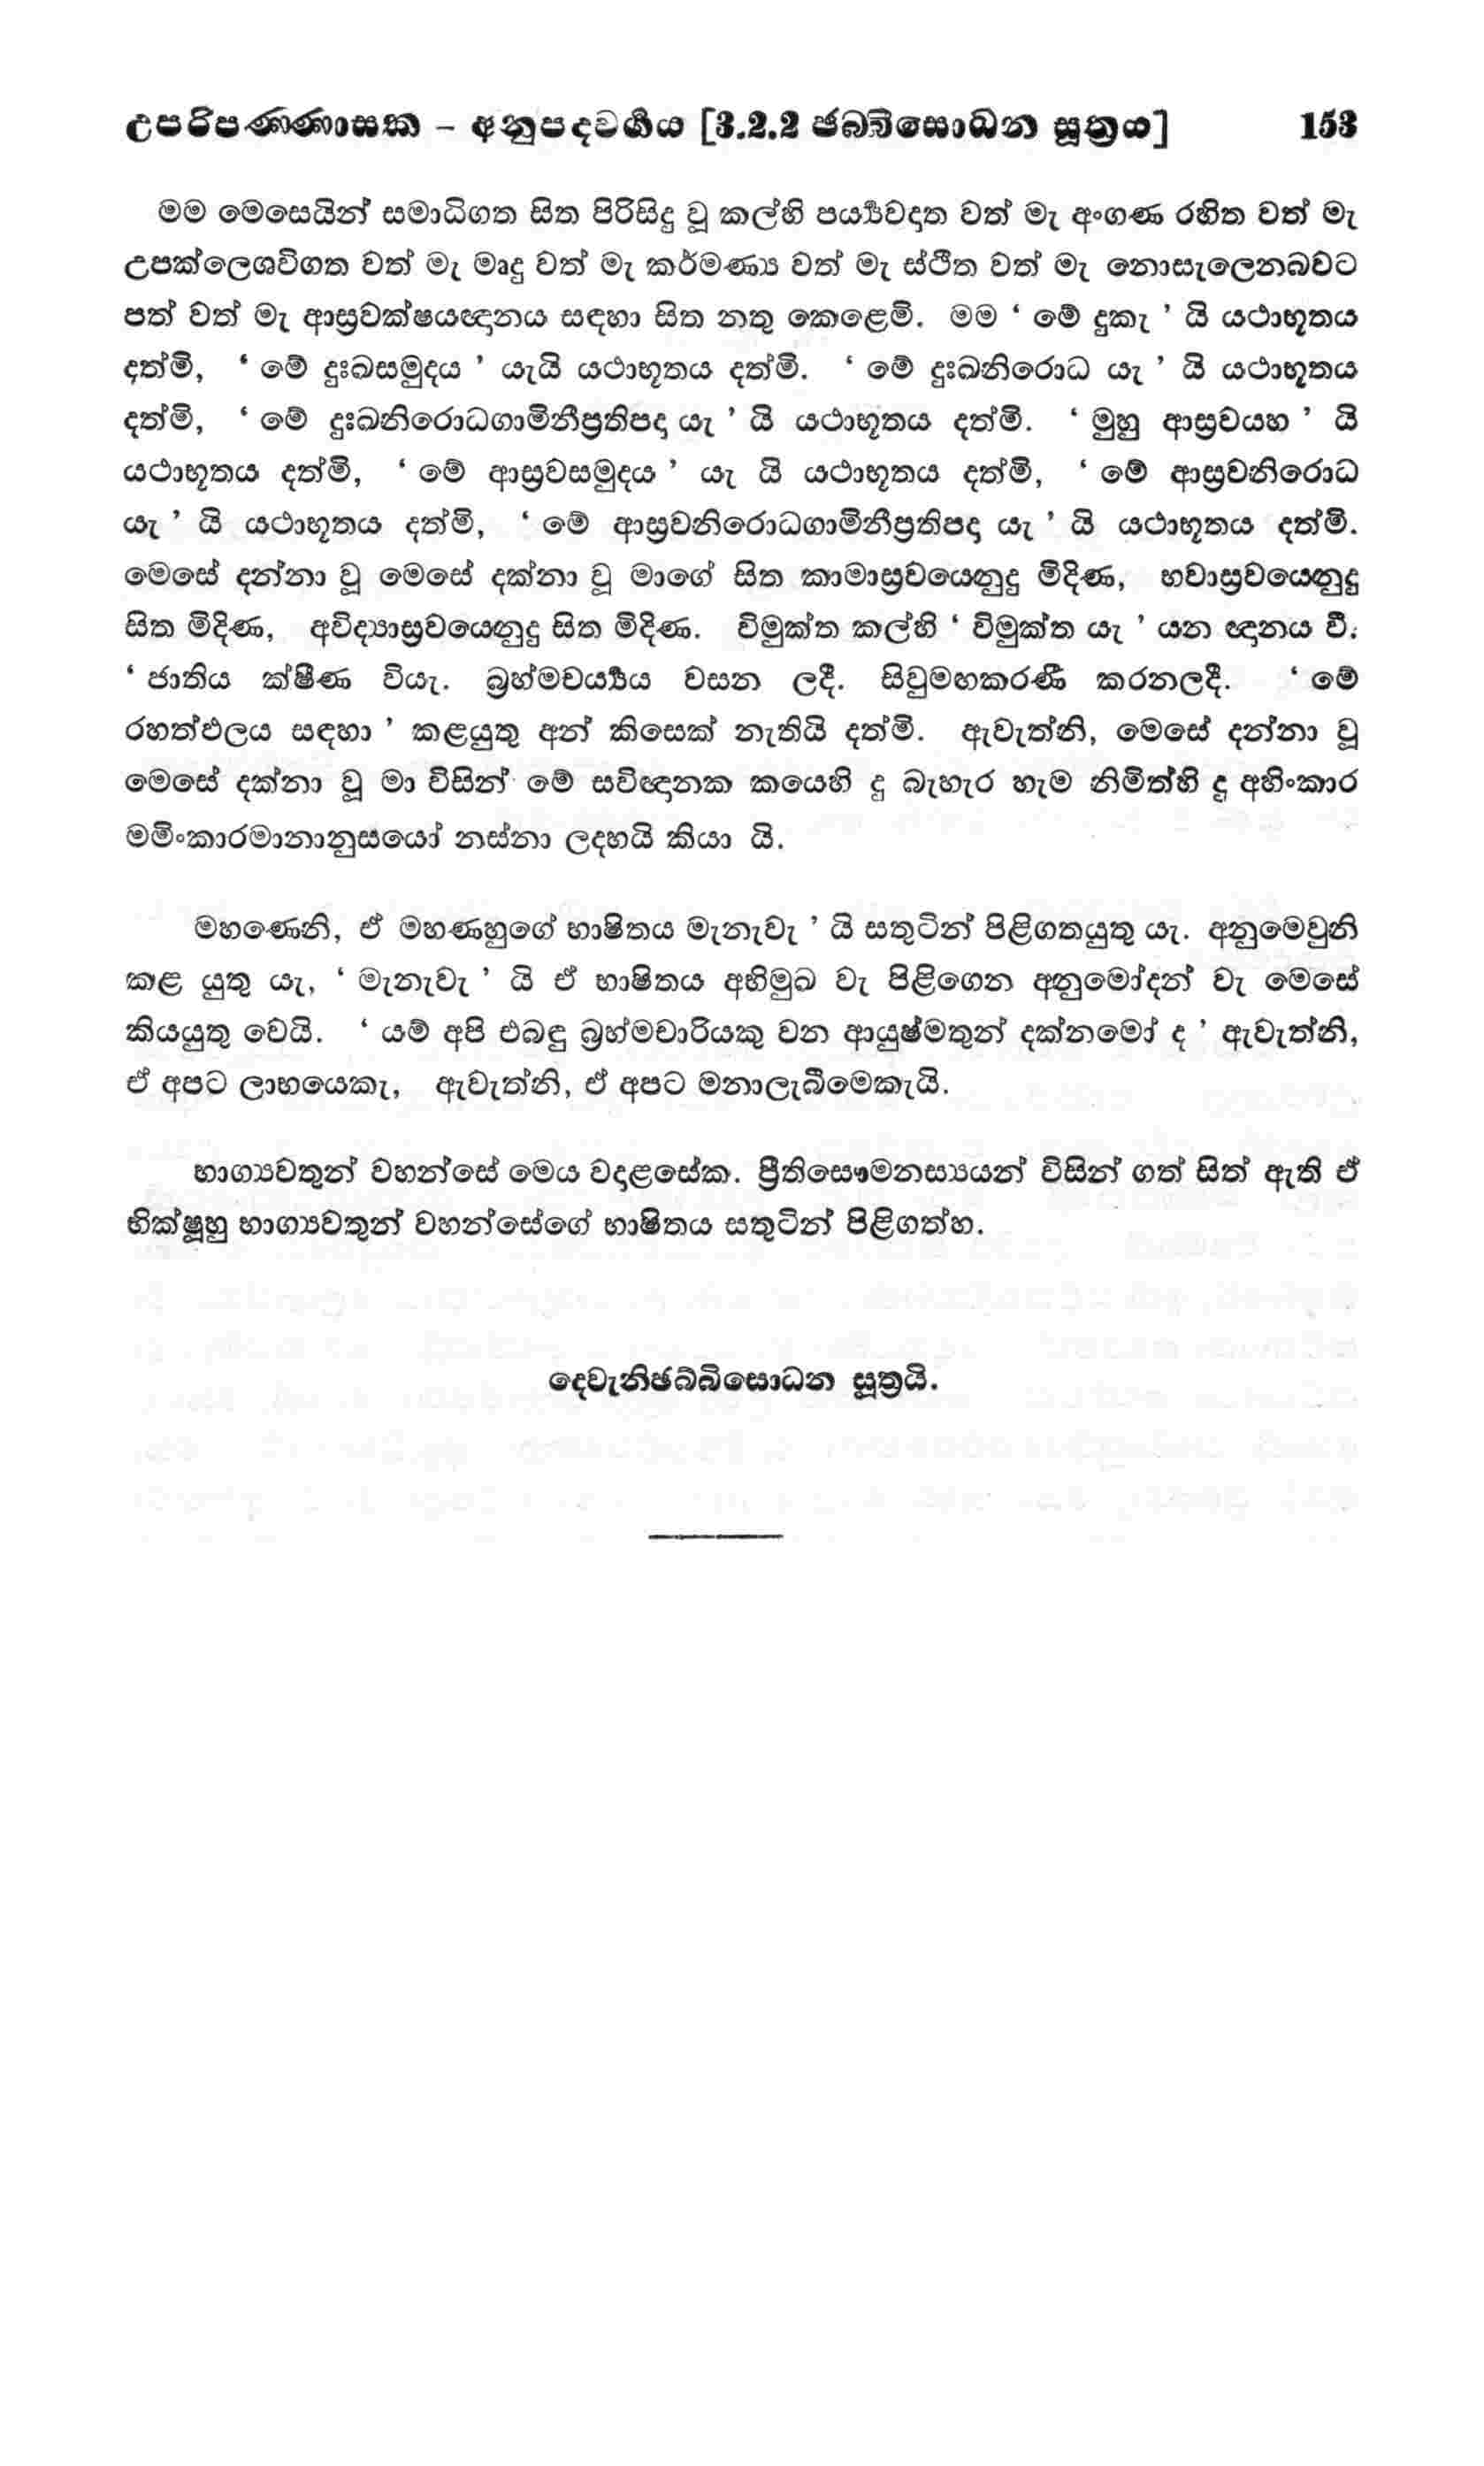 උපරිපණ්ණාසක – අනුපදවර්ගය [3.2.2 ඡබ්බිසොධන සූත්‍රය] 153
මම මෙසෙයින් සමාධිගත සිත පිරිසිදු වූ කල්හි පර්‍ය්‍යවදාත වත් මැ අංගණ රහිත වත් මැ
උපක්ලෙශවිගත වත් මැ මෘදු වත් මැ කර්මණ්‍ය වත් මැ ස්ථිත වත් මැ නොසැලෙනබවට
පත් වත් මැ ආස්‍රවක්ෂයඥානය සඳහා සිත නතු කෙළෙමි. මම ‘ මේ දුකැ ’ යි යථාභූතය
දත්මි, ‘ මේ දුඃඛසමුදය ’ යැයි යථාභූතය දත්මි. ‘ මේ දුඃඛනිරොධ යැ ’ යි යථාභූතය
දත්මි, ‘ මේ දුඃඛනිරොධගාමිනීප්‍රතිපදා යැ ’ යි යථාභූතය දත්මි. ‘ මුහු ආස්‍රවයහ ’ යි
යථාභූතය දත්මි, ‘ මේ ආස්‍රවසමුදය ’ යැ යි යථාභූතය දත්මි, ‘ මේ ආස්‍රවනිරොධ
යැ ’ යි යථාභූතය දත්මි, ‘ මේ ආස්‍රවනිරොධගාමිනීප්‍රතිපදා යැ ’ යි යථාභූතය දත්මි.
මෙසේ දන්නා වූ මෙසේ දක්නා වූ මාගේ සිත කාමාස්‍රවයෙනුදු මිදිණ, භවාස්‍රවයෙනුදු
සිත මිදිණ, අවිද්‍යාස්‍රවයෙනුදු සිත මිදිණ. විමුක්ත කල්හි ‘ විමුක්ත යැ ’ යන ඥානය වී.
‘ ජාතිය ක්ෂීණ වියැ. බ්‍රහ්මචර්‍ය්‍යය වසන ලදී. සිවුමඟකරණී කරනලදී. ‘ මේ
රහත්ඵලය සඳහා ’ කළයුතු අන් කිසෙක් නැතියි දත්මි. ඇවැත්නි, මෙසේ දන්නා වූ
මෙසේ දක්නා වූ මා විසින් මේ සවිඥානක කයෙහි දු බැහැර හැම නිමිත්හි දු අහිංකාර
මමිංකාරමානානුසයෝ නස්නා ලදහයි කියා යි.
මහණෙනි, ඒ මහණහුගේ භාෂිතය මැනැවැ ’ යි සතුටින් පිළිගතයුතු යැ. අනුමෙවුනි
කළ යුතු යැ, ‘ මැනැවැ ’ යි ඒ භාෂිතය අභිමුඛ වැ පිළිගෙන අනුමෝදන් වැ මෙසේ
කියයුතු වෙයි. ‘ යම් අපි එබඳු බ්‍රහ්මචාරියකු වන ආයුෂ්මතුන් දක්නමෝ ද ’ ඇවැත්නි,
ඒ අපට ලාභයෙකැ, ඇවැත්නි, ඒ අපට මනාලැබීමෙකැයි.
භාග්‍යවතුන් වහන්සේ මෙය වදාළසේක. ප්‍රීතිසෞමනස්‍යයන් විසින් ගත් සිත් ඇති ඒ
භික්ෂූහු භාග්‍යවතුන් වහන්සේගේ භාෂිතය සතුටින් පිළිගත්හ.
දෙවැනිඡබ්බිසොධන සූත්‍රයි.